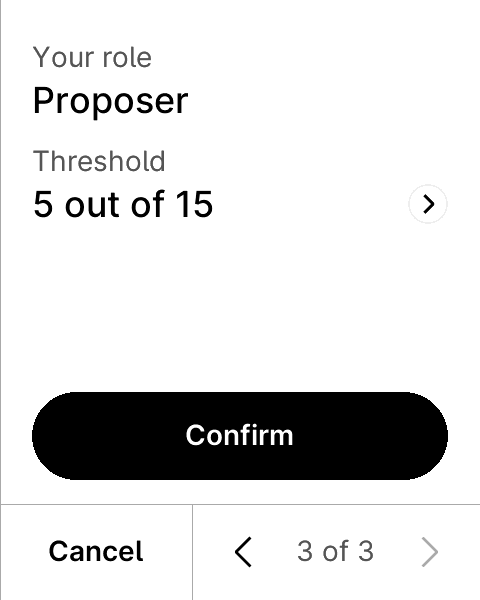 Your role
Proposer
Threshold
5 out of 15
Confirm
Cancel
3 of 3